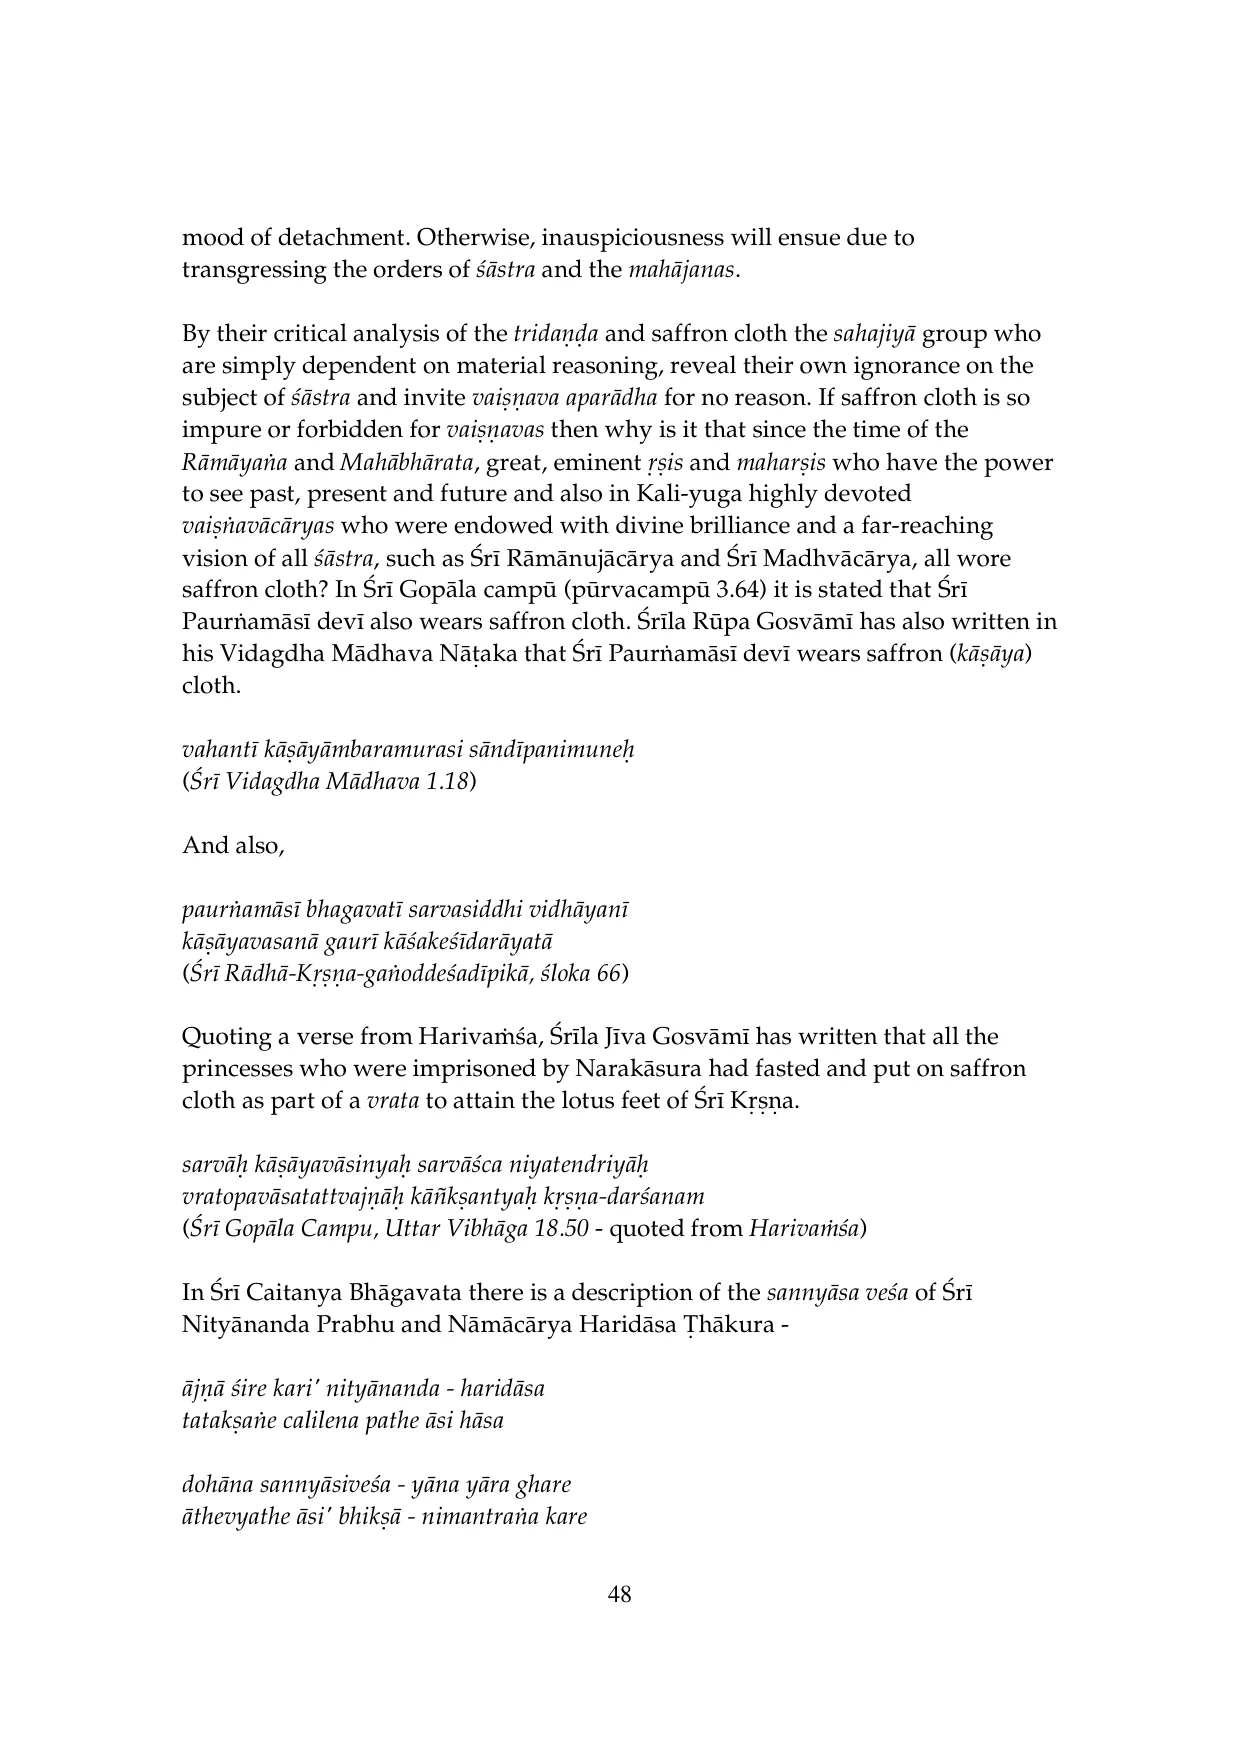 mood of detachment. Otherwise, inauspiciousness will ensue due to
transgressing the orders of śāstra and the mahājanas.
By their critical analysis of the tridaṇḍa and saffron cloth the sahajiyā group who
are simply dependent on material reasoning, reveal their own ignorance on the
subject of śāstra and invite vaiṣṇava aparādha for no reason. If saffron cloth is so
impure or forbidden for vaiṣṇavas then why is it that since the time of the
Rāmāyaṅa and Mahābhārata, great, eminent ṛṣis and maharṣis who have the power
to see past, present and future and also in Kali-yuga highly devoted
vaiṣṅavācāryas who were endowed with divine brilliance and a far-reaching
vision of all śāstra, such as Śrī Rāmānujācārya and Śrī Madhvācārya, all wore
saffron cloth? In Śrī Gopāla campū (pūrvacampū 3.64) it is stated that Śrī
Paurṅamāsī devī also wears saffron cloth. Śrīla Rūpa Gosvāmī has also written in
his Vidagdha Mādhava Nāṭaka that Śrī Paurṅamāsī devī wears saffron (kāṣāya)
cloth.
vahantī kāṣāyāmbaramurasi sāndīpanimuneḥ
(Śrī Vidagdha Mādhava 1.18)
And also,
paurṅamāsī bhagavatī sarvasiddhi vidhāyanī
kāṣāyavasanā gaurī kāśakeśīdarāyatā
(Śrī Rādhā-Kṛṣṇa-gaṅoddeśadīpikā, śloka 66)
Quoting a verse from Harivaṁśa, Śrīla Jīva Gosvāmī has written that all the
princesses who were imprisoned by Narakāsura had fasted and put on saffron
cloth as part of a vrata to attain the lotus feet of Śrī Kṛṣṇa.
sarvāḥ kāṣāyavāsinyaḥ sarvāśca niyatendriyāḥ
vratopavāsatattvajṇāḥ kāñkṣantyaḥ kṛṣṇa-darśanam
(Śrī Gopāla Campu, Uttar Vibhāga 18.50 - quoted from Harivaṁśa)
In Śrī Caitanya Bhāgavata there is a description of the sannyāsa veśa of Śrī
Nityānanda Prabhu and Nāmācārya Haridāsa Ṭhākura -
ājṇā śire kari' nityānanda - haridāsa
tatakṣaṅe calilena pathe āsi hāsa
dohāna sannyāsiveśa - yāna yāra ghare
āthevyathe āsi' bhikṣā - nimantraṅa kare
48